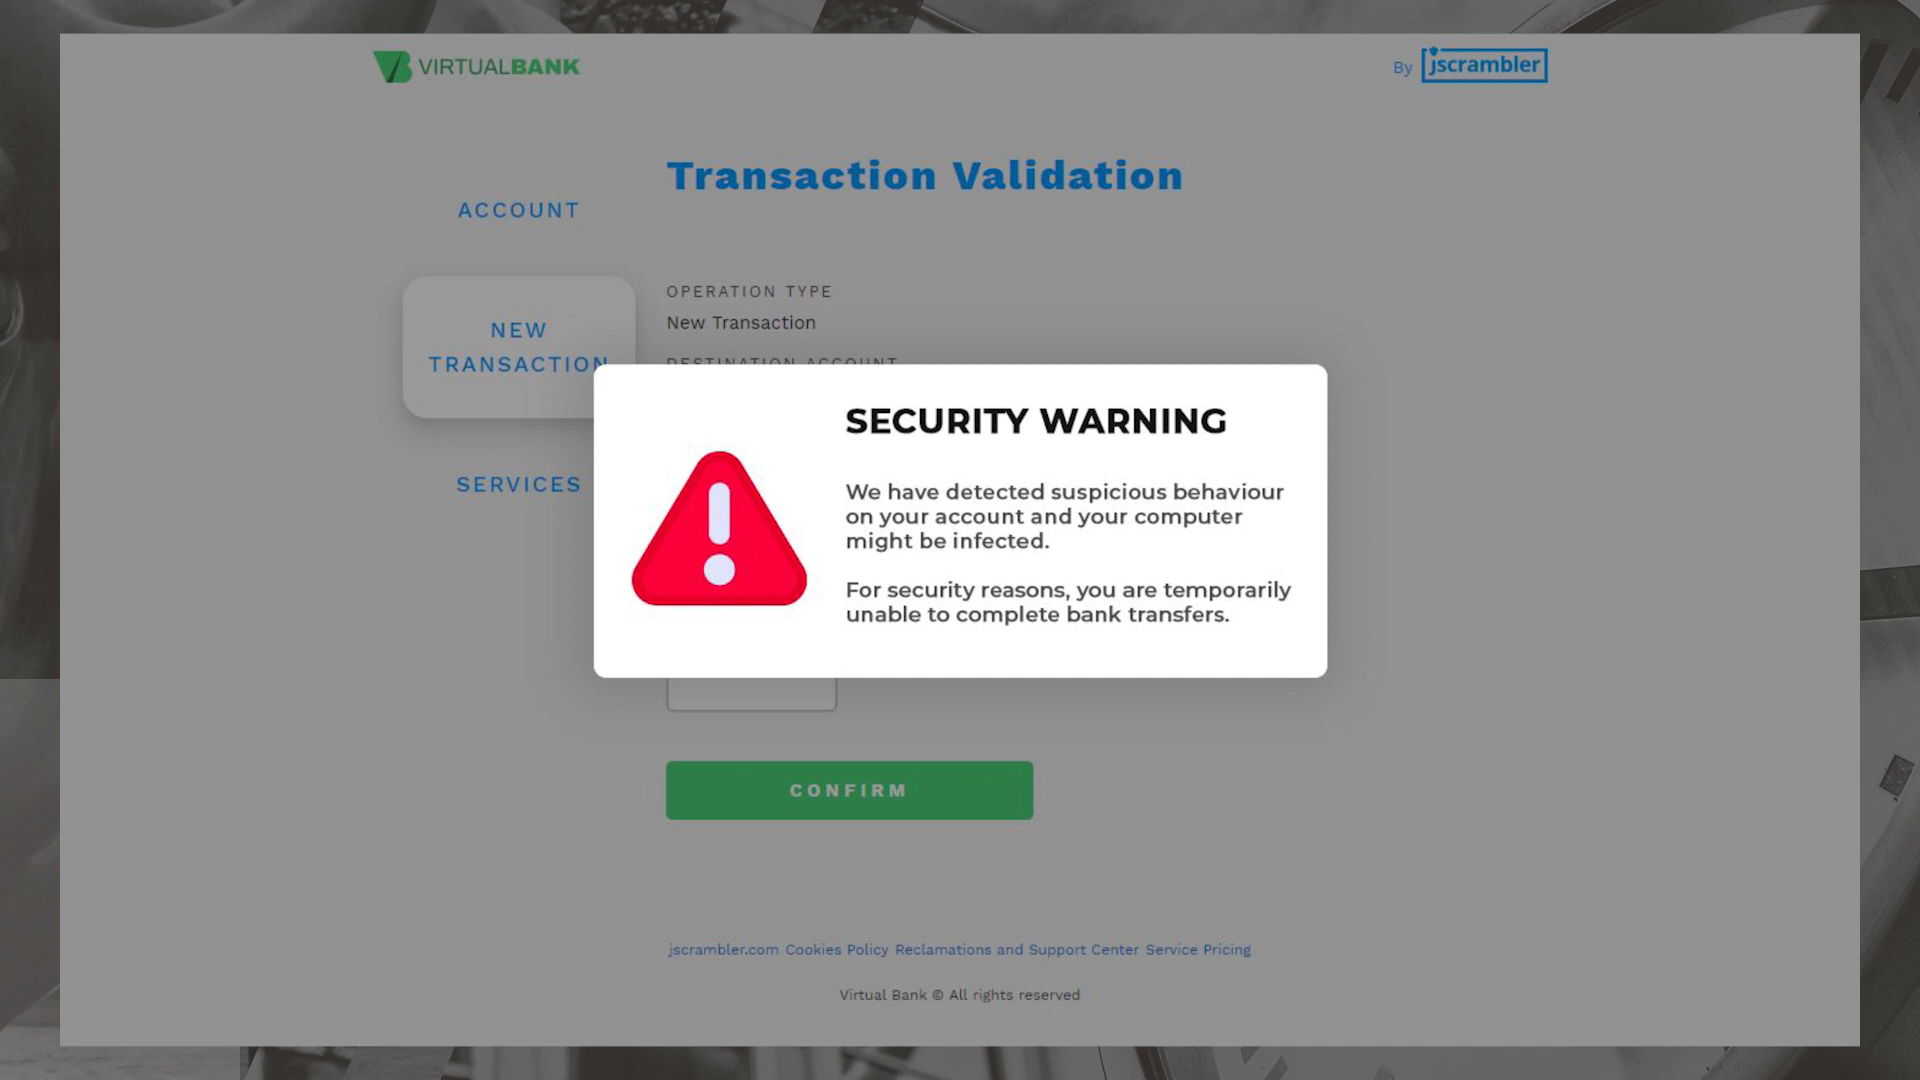 VIRTUALBANK
By jscrambler
Transaction Validation
ACCOUNT
NEW
TRANSACTION
SERVICES
OPERATION TYPE
New Transaction
DESTINATION ACCOUNT
SECURITY WARNING
We have detected suspicious behaviour
on your account and your computer
might be infected.
For security reasons, you are temporarily
unable to complete bank transfers.
CONFIRM
jscrambler.com Cookies Policy Reclamations and Support Center Service Pricing
Virtual Bank © All rights reserved